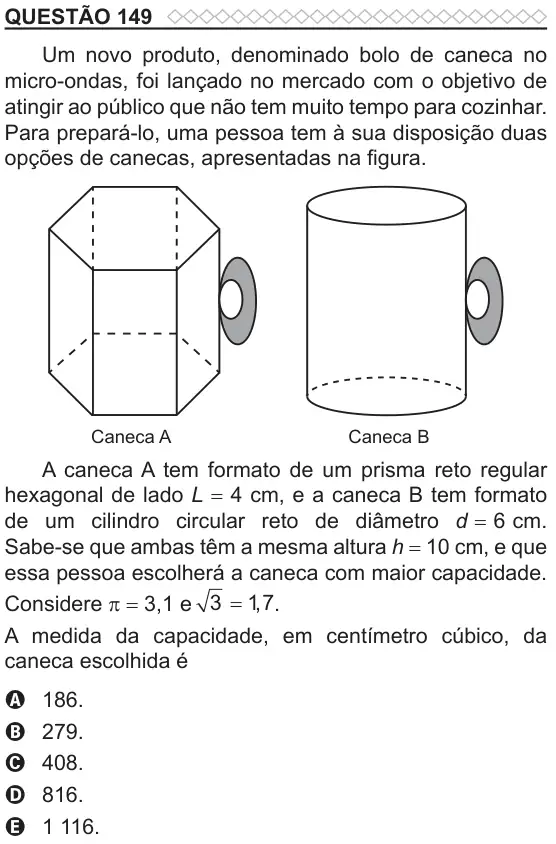 QUESTÃO 149
Um novo produto, denominado bolo de caneca no
micro-ondas, foi lançado no mercado com o objetivo de
atingir ao público que não tem muito tempo para cozinhar.
Para prepará-lo, uma pessoa tem à sua disposição duas
opções de canecas, apresentadas na figura.
Caneca A Caneca B
A caneca A tem formato de um prisma reto regular
hexagonal de lado L = 4 cm, e a caneca B tem formato
de um cilindro circular reto de diâmetro d = 6 cm.
Sabe-se que ambas têm a mesma altura h = 10 cm, e que
essa pessoa escolherá a caneca com maior capacidade.
Considere π = 3,1 e √3 = 1,7.
A medida da capacidade, em centímetro cúbico, da
caneca escolhida é
A 186.
B 279.
C 408.
D 816.
E 1 116.